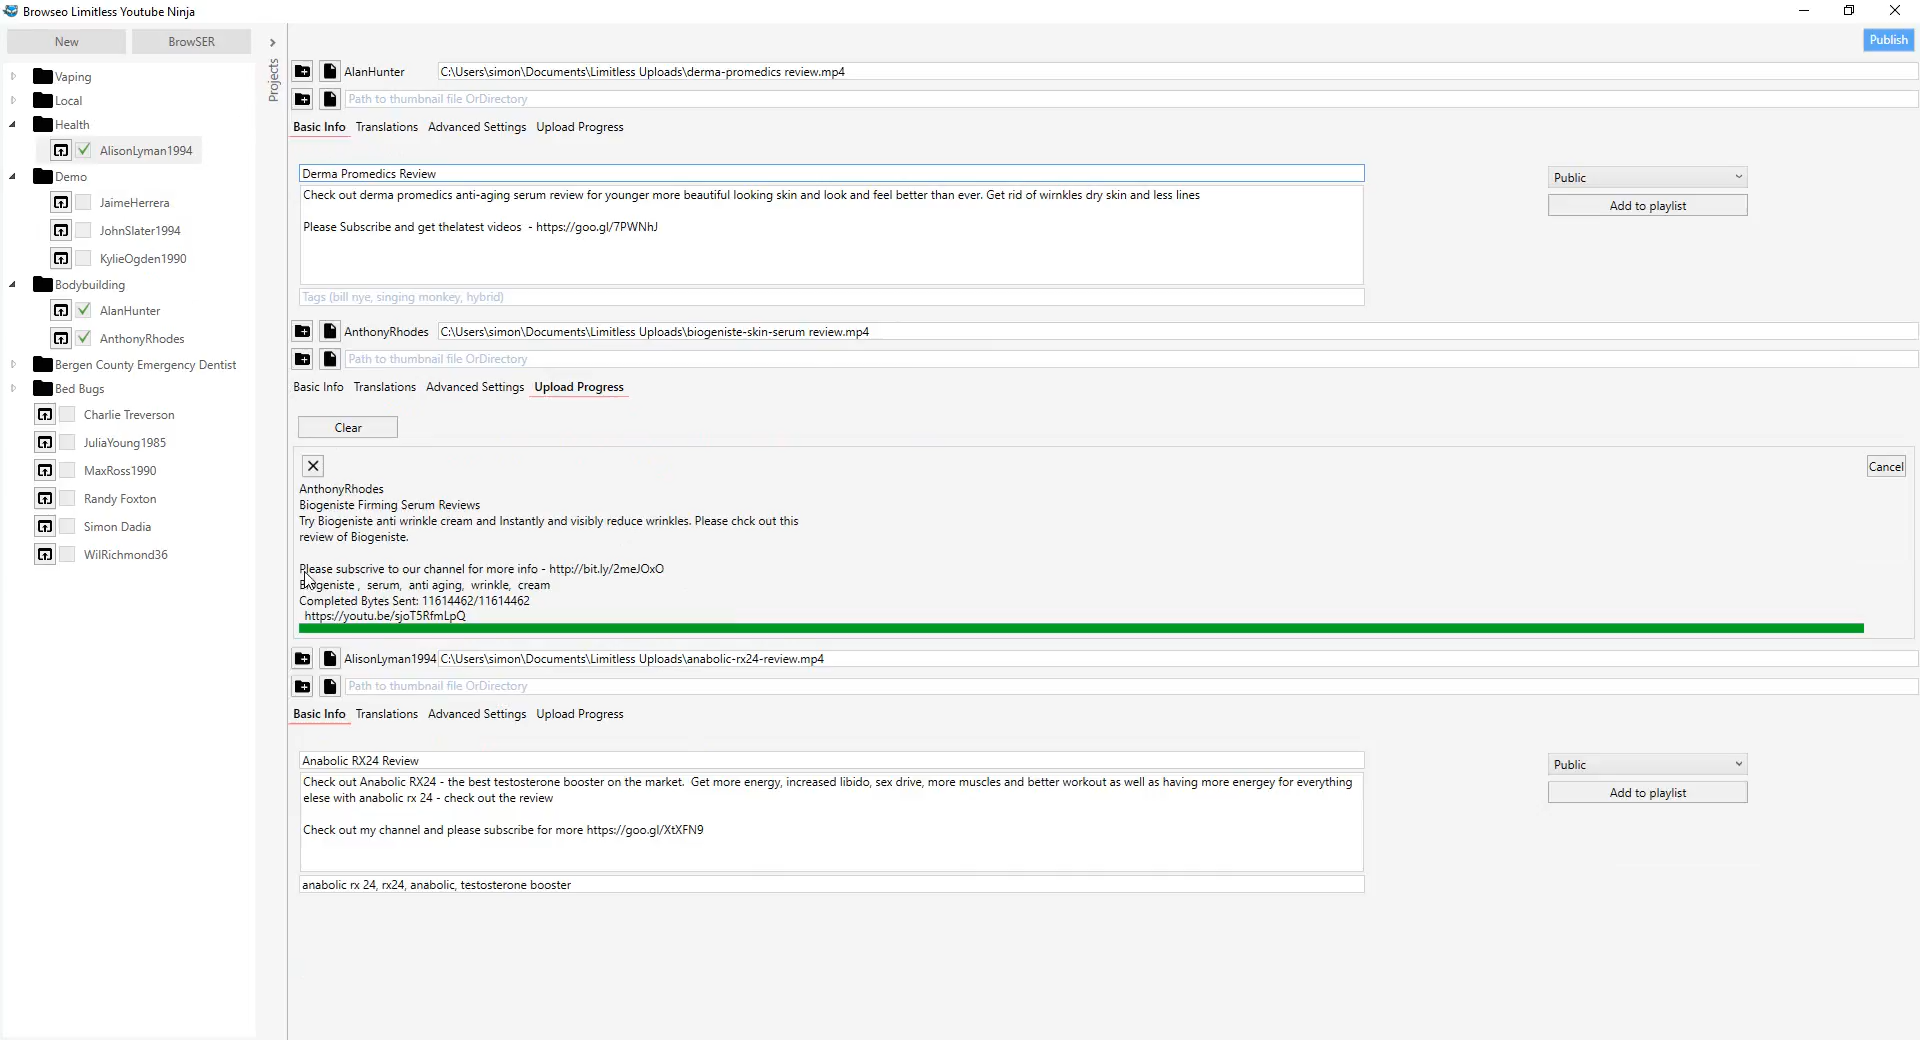 Browseo Limitless Youtube Ninja
New
BrowSER
Projects
Publish
Vaping
Local
Health
AlisonLyman1994
Demo
JaimeHerrera
JohnSlater1994
KylieOgden1990
Bodybuilding
AlanHunter
AnthonyRhodes
Bergen County Emergency Dentist
Bed Bugs
Charlie Treverson
JuliaYoung1985
MaxRoss1990
Randy Foxton
Simon Dadia
WilRichmond36
AlanHunter C:\Users\simon\Documents\Limitless Uploads\derma-promedics review.mp4
Path to thumbnail file OrDirectory
Basic Info Translations Advanced Settings Upload Progress
Derma Promedics Review
Check out derma promedics anti-aging serum review for younger more beautiful looking skin and look and feel better than ever. Get rid of wirnkles dry skin and less lines
Please Subscribe and get thelatest videos - https://goo.gl/7PWNhJ
Tags (bill nye, singing monkey, hybrid)
Public
Add to playlist
AnthonyRhodes C:\Users\simon\Documents\Limitless Uploads\biogeniste-skin-serum review.mp4
Path to thumbnail file OrDirectory
Basic Info Translations Advanced Settings Upload Progress
Clear
Cancel
AnthonyRhodes
Biogeniste Firming Serum Reviews
Try Biogeniste anti wrinkle cream and Instantly and visibly reduce wrinkles. Please chck out this
review of Biogeniste.
Please subscrive to our channel for more info - http://bit.ly/2meJOxO
Biogeniste , serum, anti aging, wrinkle, cream
Completed Bytes Sent: 11614462/11614462
https://youtu.be/sjoT5RfmLpQ
AlisonLyman1994 C:\Users\simon\Documents\Limitless Uploads\anabolic-rx24-review.mp4
Path to thumbnail file OrDirectory
Basic Info Translations Advanced Settings Upload Progress
Anabolic RX24 Review
Check out Anabolic RX24 - the best testosterone booster on the market. Get more energy, increased libido, sex drive, more muscles and better workout as well as having more energey for everything
elese with anabolic rx 24 - check out the review
Check out my channel and please subscribe for more https://goo.gl/XtXFN9
anabolic rx 24, rx24, anabolic, testosterone booster
Public
Add to playlist